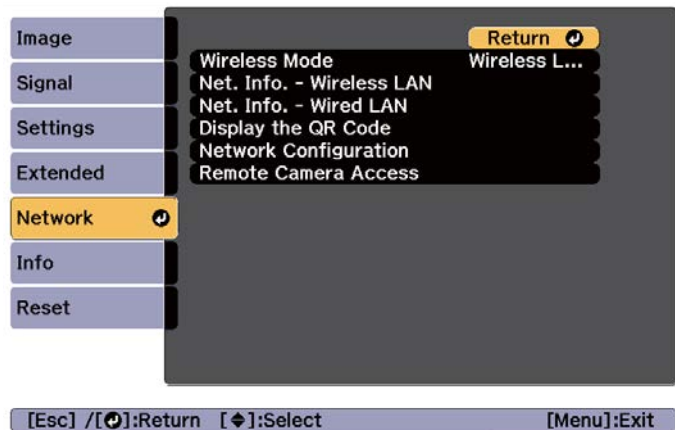 Image
Signal
Settings
Extended
Network
Info
Reset
Return
Wireless Mode Wireless L...
Net. Info. - Wireless LAN
Net. Info. - Wired LAN
Display the QR Code
Network Configuration
Remote Camera Access
[Esc] /[⏎]:Return [◆]:Select [Menu]:Exit